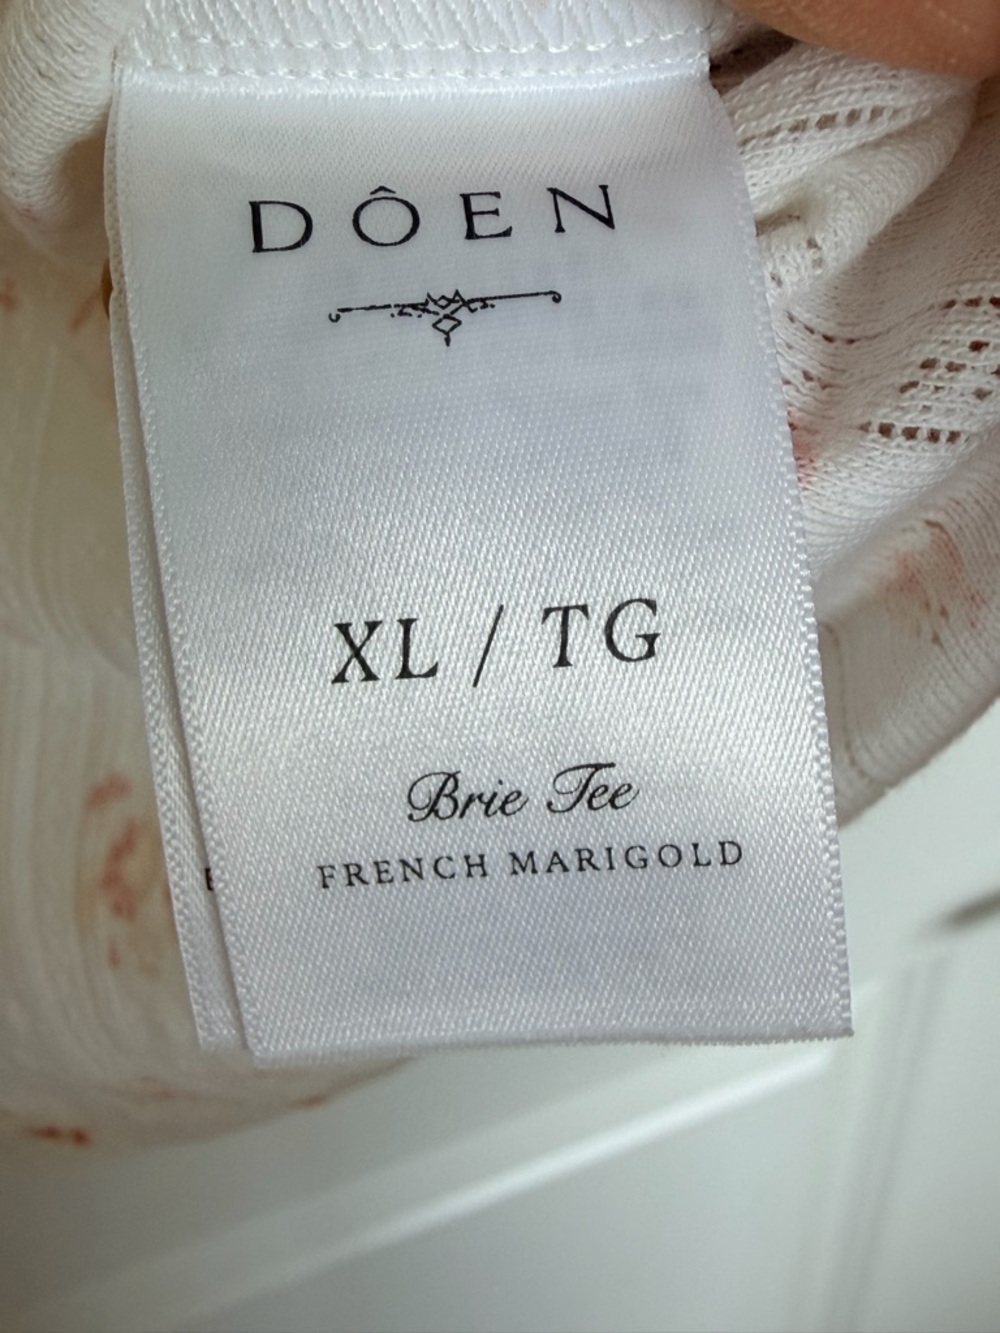 DÔEN
XL / TG
Brie Tee
FRENCH MARIGOLD